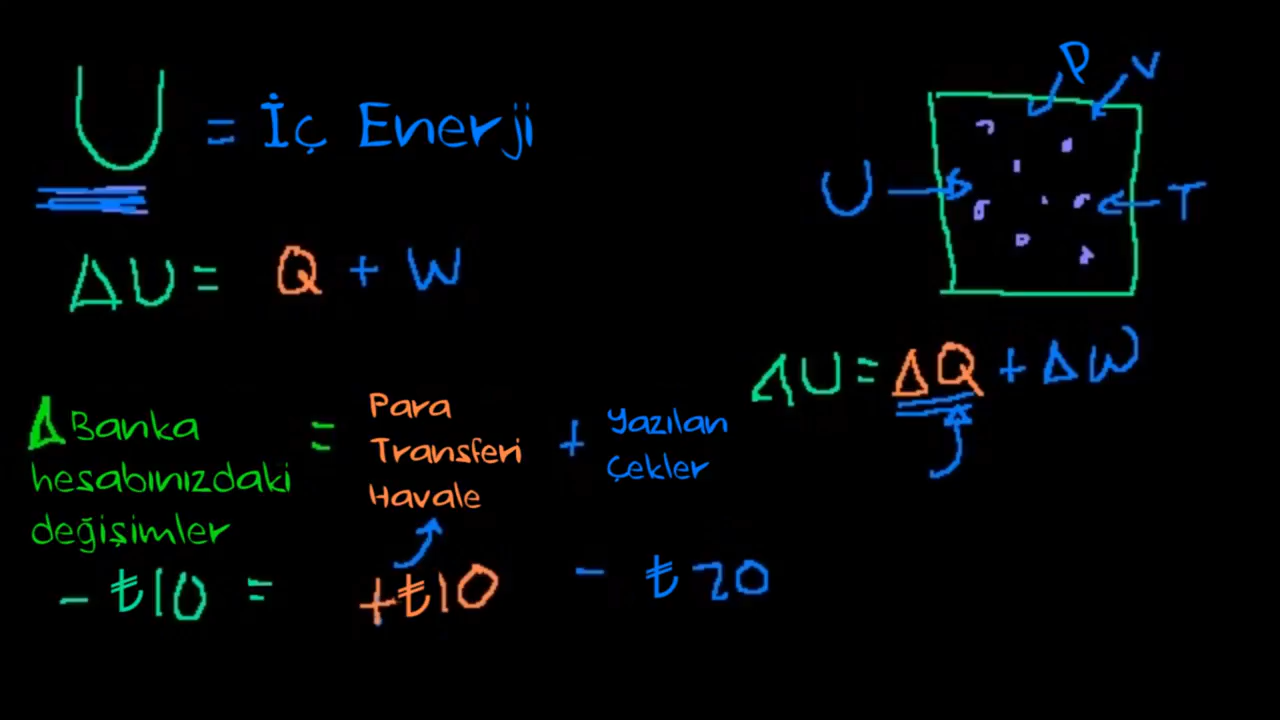 U = İç Enerji
ΔU = Q + W
P
V
U
T
ΔU = ΔQ + ΔW
Δ Banka hesabınızdaki değişimler = Para Transferi Havale + Yazılan Çekler
- ₺10 = +₺10 - ₺20